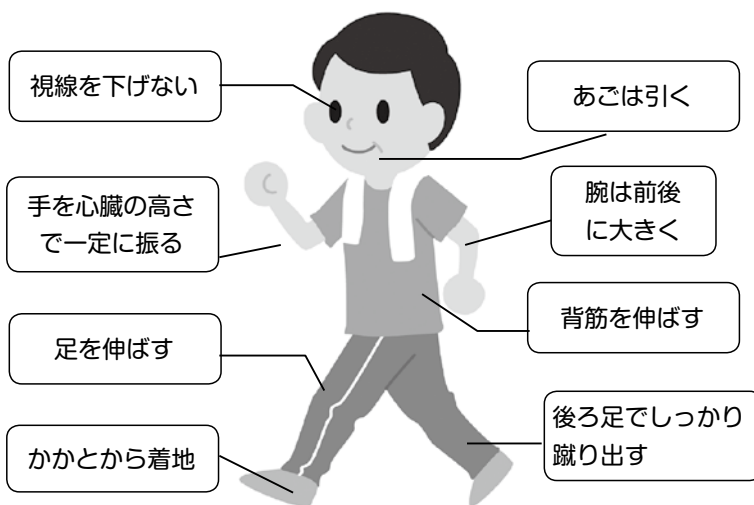 視線を下げない
あごは引く
手を心臓の高さ
で一定に振る
腕は前後
に大きく
背筋を伸ばす
足を伸ばす
後ろ足でしっかり
蹴り出す
かかとから着地